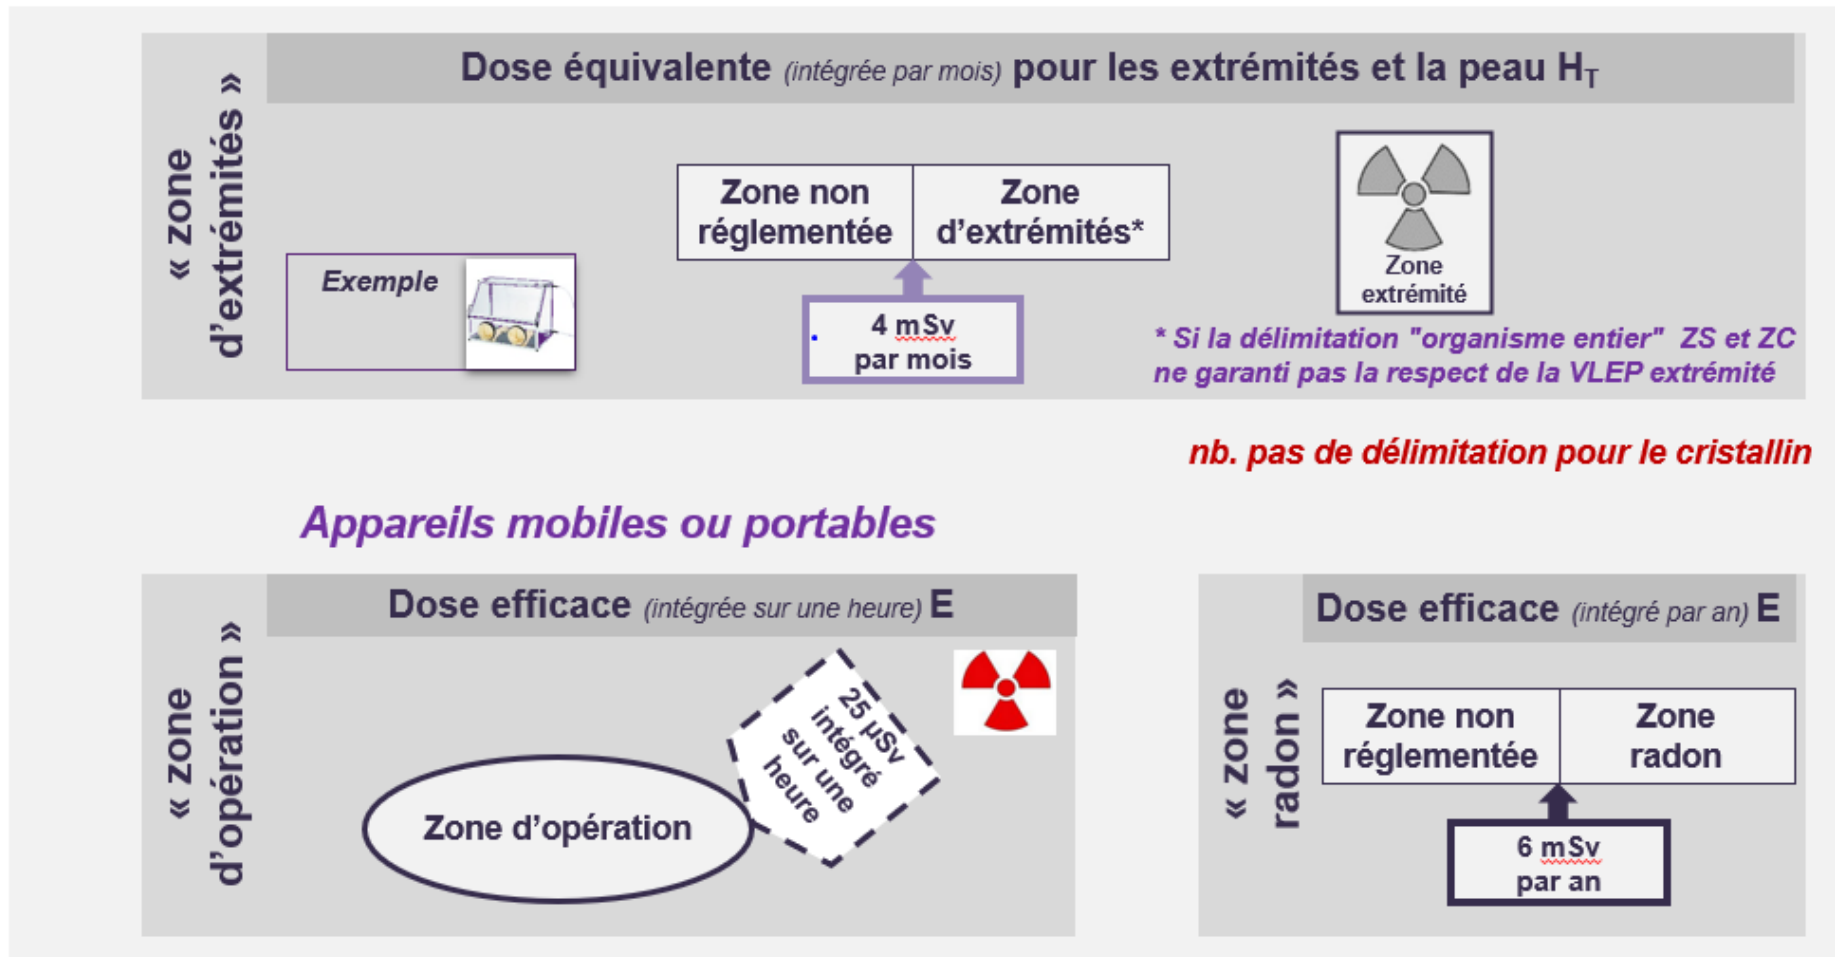 « zone
d'extrémités »
Dose équivalente (intégrée par mois) pour les extrémités et la peau HT
Exemple
Zone non
réglementée
Zone
d'extrémités*
4 mSv
par mois
Zone
extrémité
* Si la délimitation "organisme entier" ZS et ZC
ne garanti pas la respect de la VLEP extrémité
nb. pas de délimitation pour le cristallin
Appareils mobiles ou portables
« zone
d'opération »
Dose efficace (intégrée sur une heure) E
Zone d'opération
25 µSv
intégré
sur une
heure
« zone
radon »
Dose efficace (intégré par an) E
Zone non
réglementée
Zone
radon
6 mSv
par an